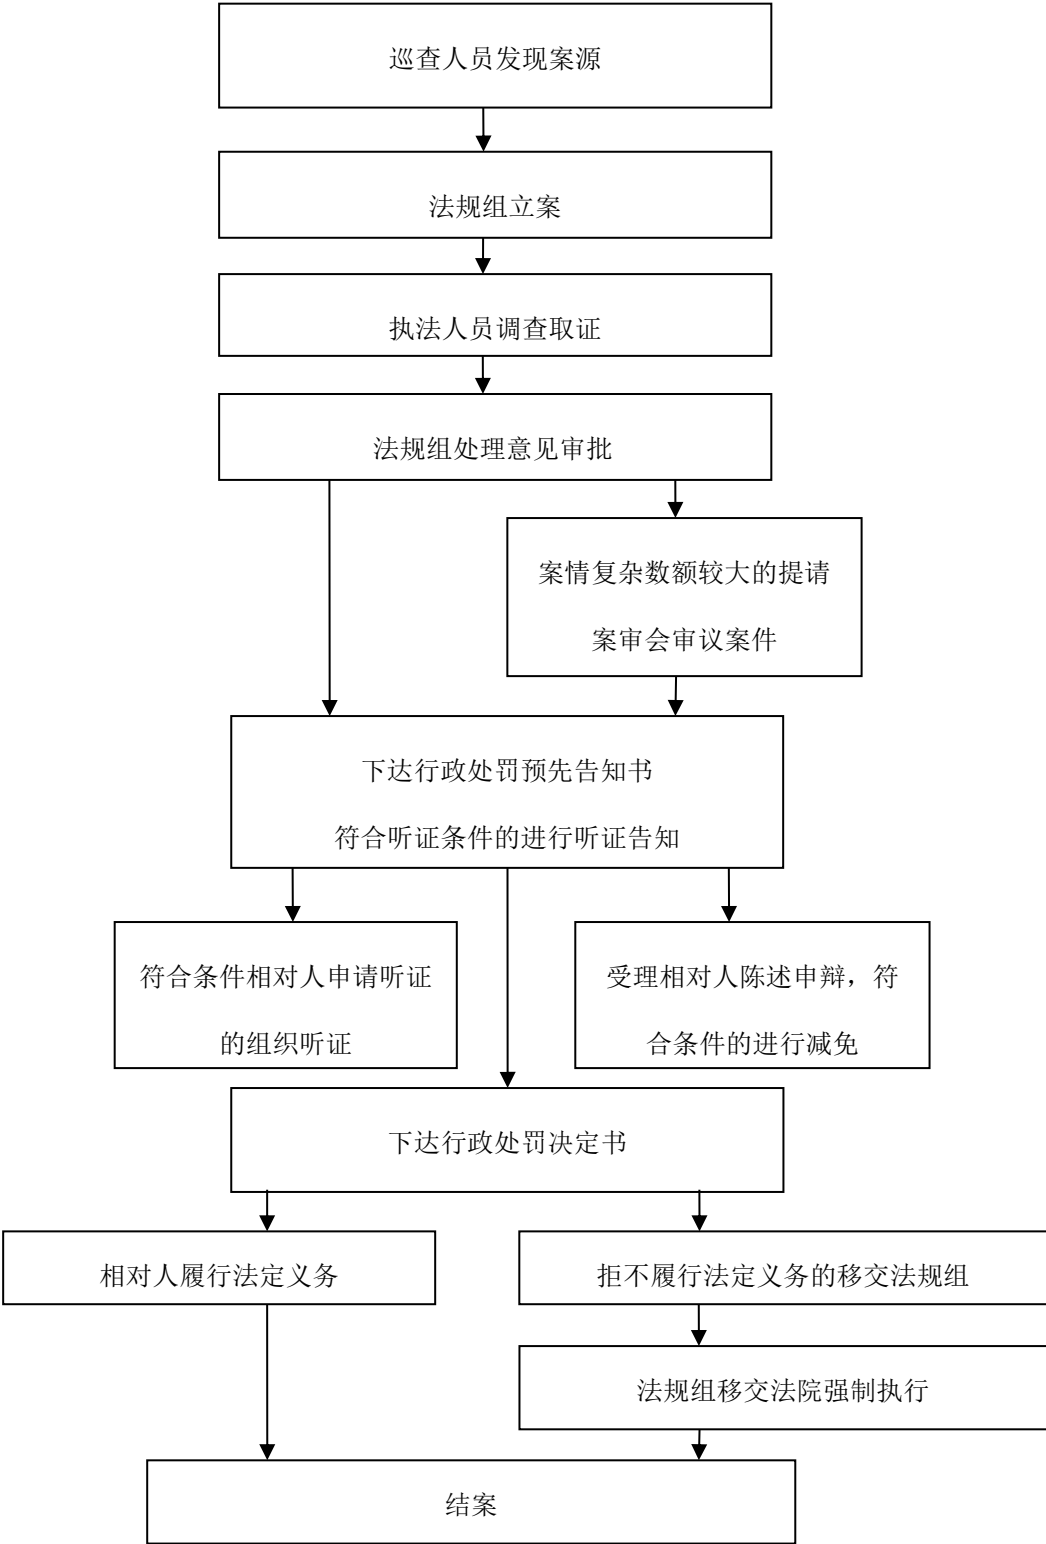 巡查人员发现案源
法规组立案
执法人员调查取证
法规组处理意见审批
案情复杂数额较大的提请
案审会审议案件
下达行政处罚预先告知书
符合听证条件的进行听证告知
符合条件相对人申请听证
的组织听证
受理相对人陈述申辩，符
合条件的进行减免
下达行政处罚决定书
相对人履行法定义务
拒不履行法定义务的移交法规组
法规组移交法院强制执行
结案